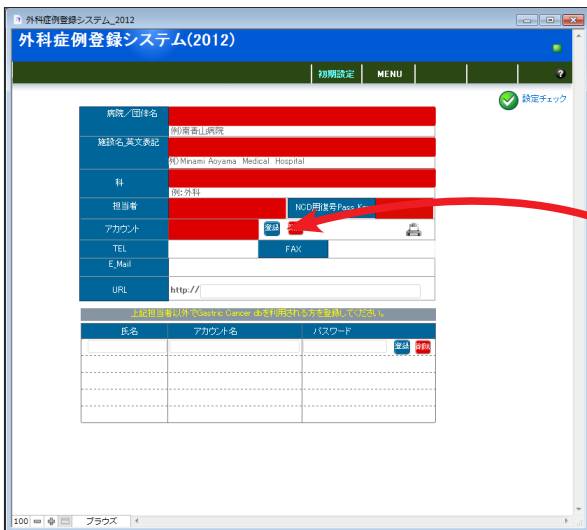 外科症例登録システム_2012
外科症例登録システム(2012)
初期設定 MENU ?
設定チェック
病院／団体名
例)南青山病院
施設名_英文表記
例)Minami Aoyama Medical Hospital
科
例:外科
担当者 NCD用復号Pass Key
アカウント 登録
TEL FAX
E_Mail
URL http://
上記担当者以外でGastric Cancer dbを利用される方を登録してください。
氏名 アカウント名 パスワード
登録 削除
100 ブラウズ